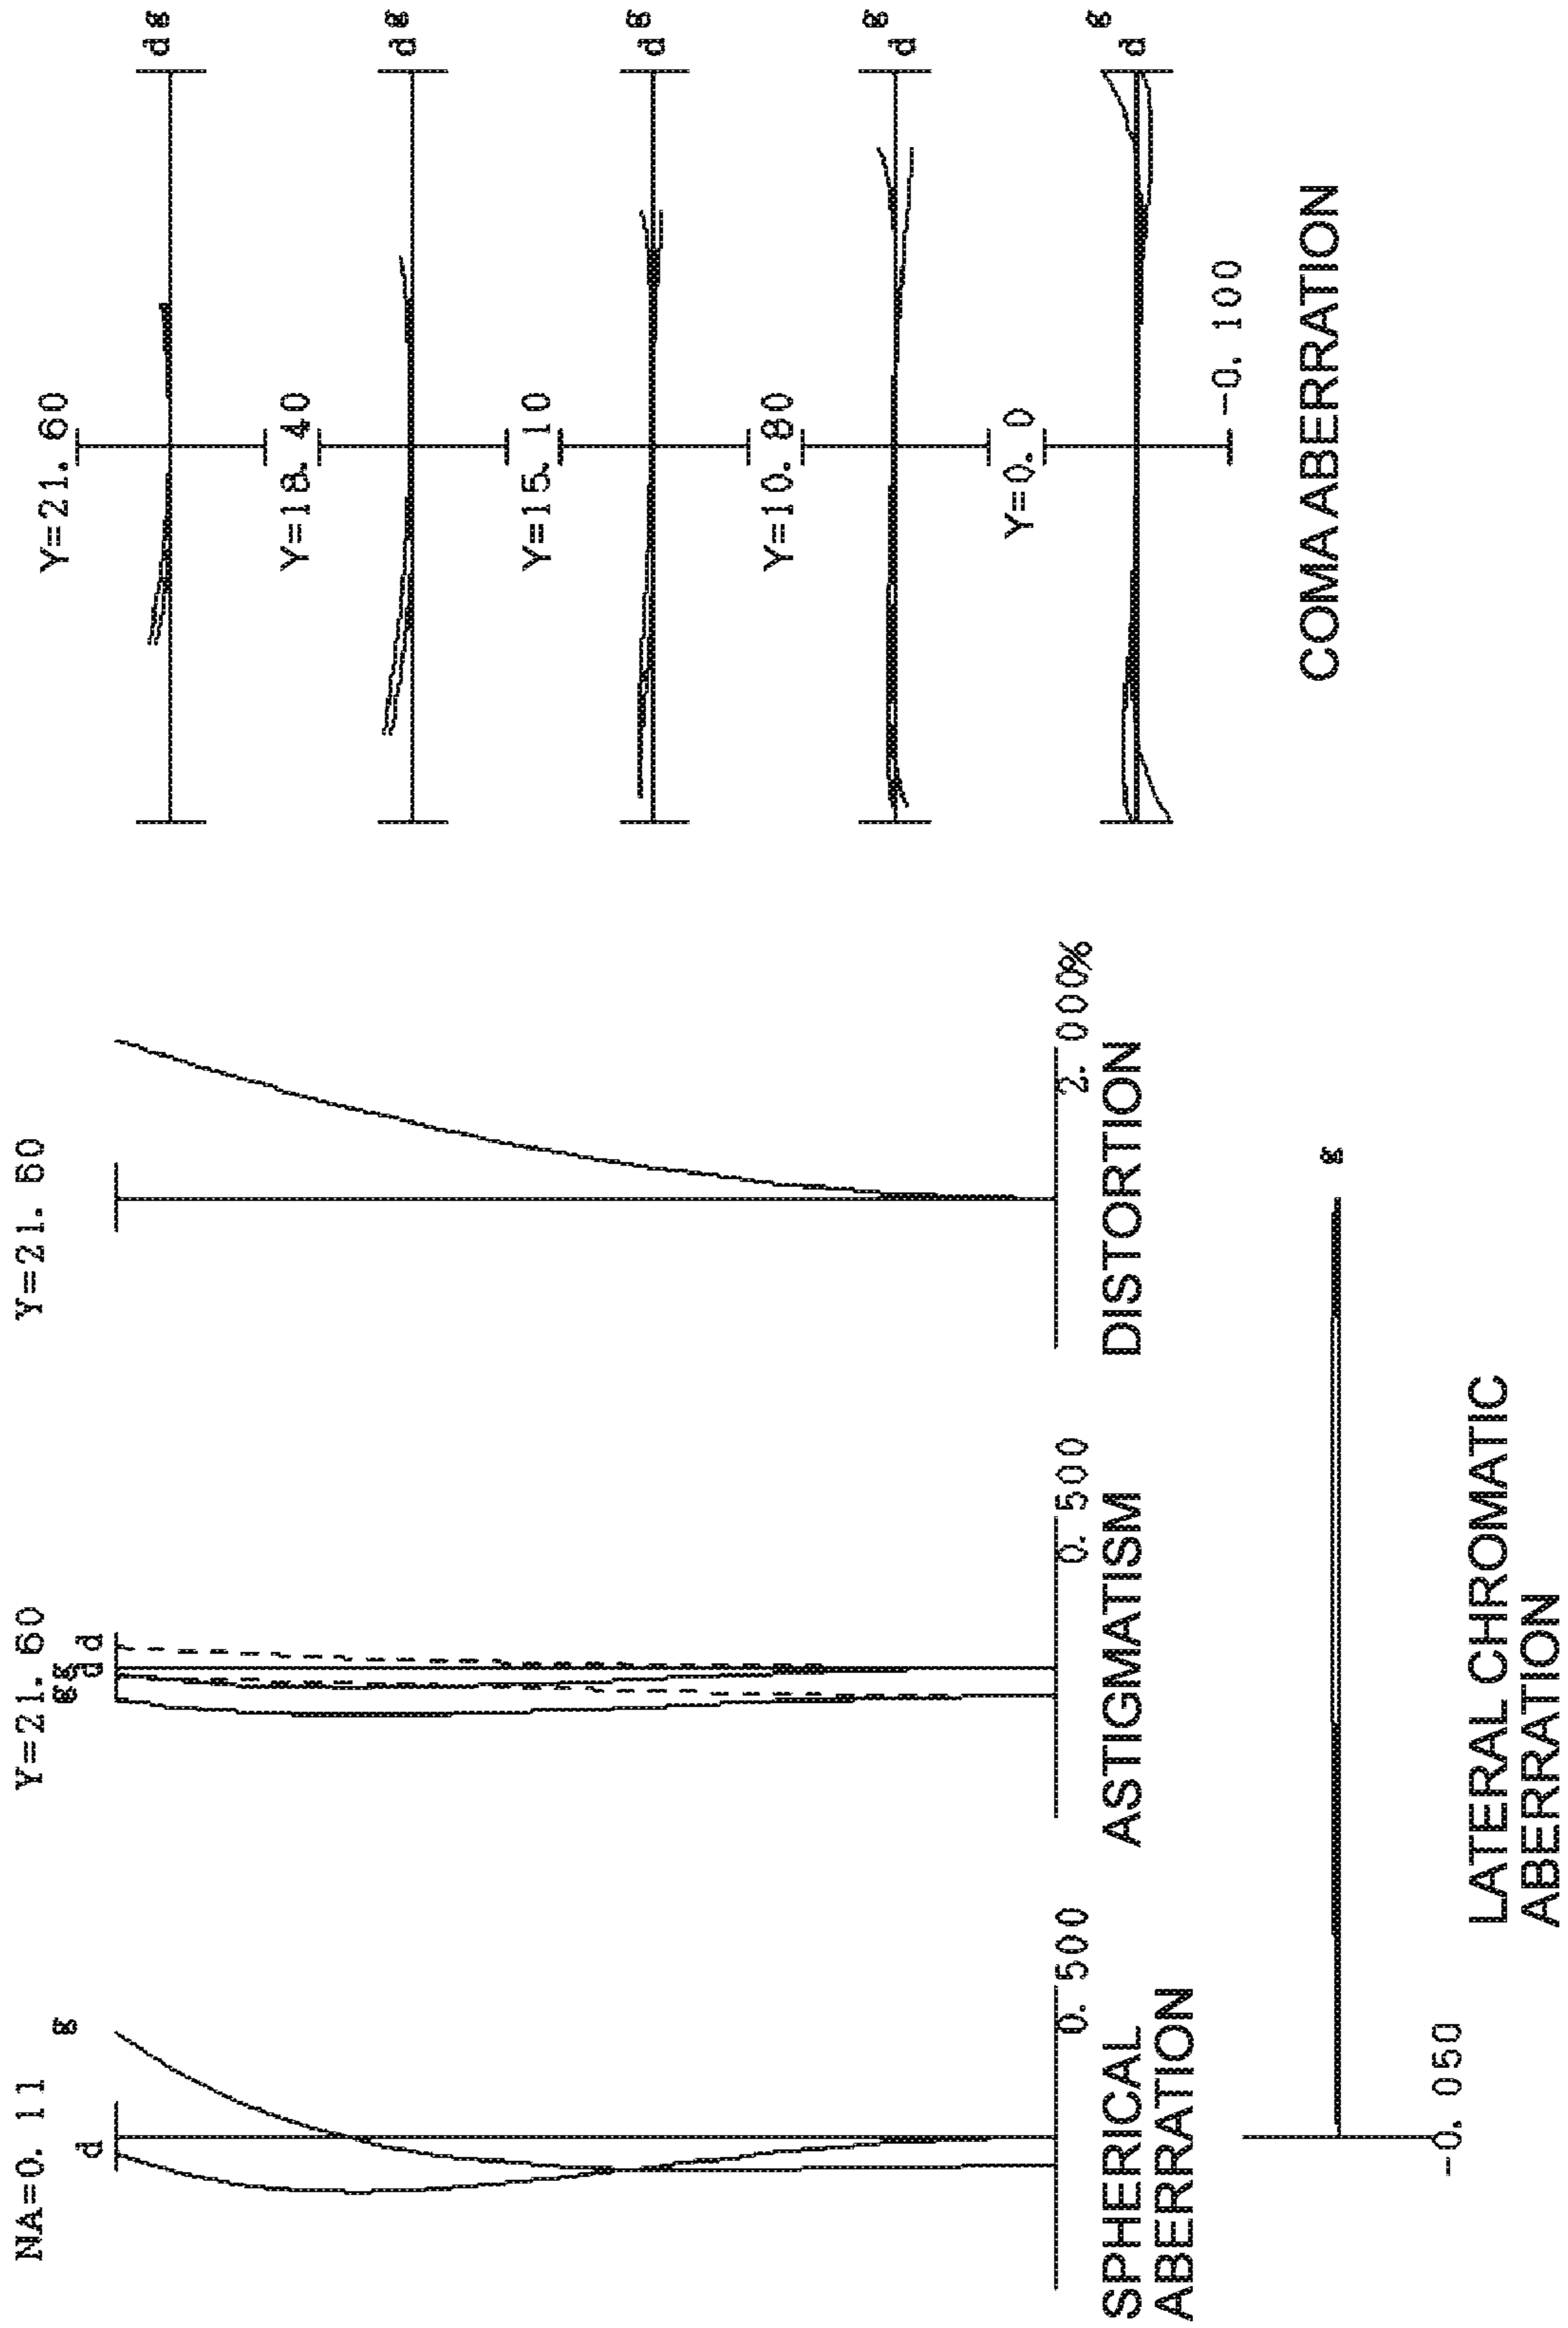 NA=0. 11
g
d
0. 500
SPHERICAL
ABERRATION
Y=21. 60
g
g
d
d
0. 500
ASTIGMATISM
Y=21. 60
2. 000%
DISTORTION
-0. 050
g
LATERAL CHROMATIC
ABERRATION
Y=21. 60
d g
Y=18. 40
d g
Y=15. 10
d g
Y=10. 80
d g
Y=0. 0
d g
-0. 100
COMA ABERRATION